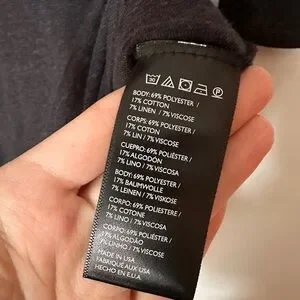 BODY: 69% POLYESTER /
17% COTTON
7% LINEN / 7% VISCOSE
CORPS: 69% POLYESTER /
17% COTON
7% LIN / 7% VISCOSE
CUEPRO: 69% POLIÉSTER /
17% ALGODÓN
7% LINO / 7% VISCOSA
BODY: 69% POLYESTER /
17% BAUMWOLLE
7% LEINEN / 7% VISKOSE
CORPO: 69% POLIESTERE /
17% COTONE
7% LINO / 7% VISCOSA
CORPO: 69% POLIÉSTER /
17% ALGODÃO
7% LINHO / 7% VISCOSE
MADE IN USA
FABRIQUE AUX USA
HECHO EN E.U.A.